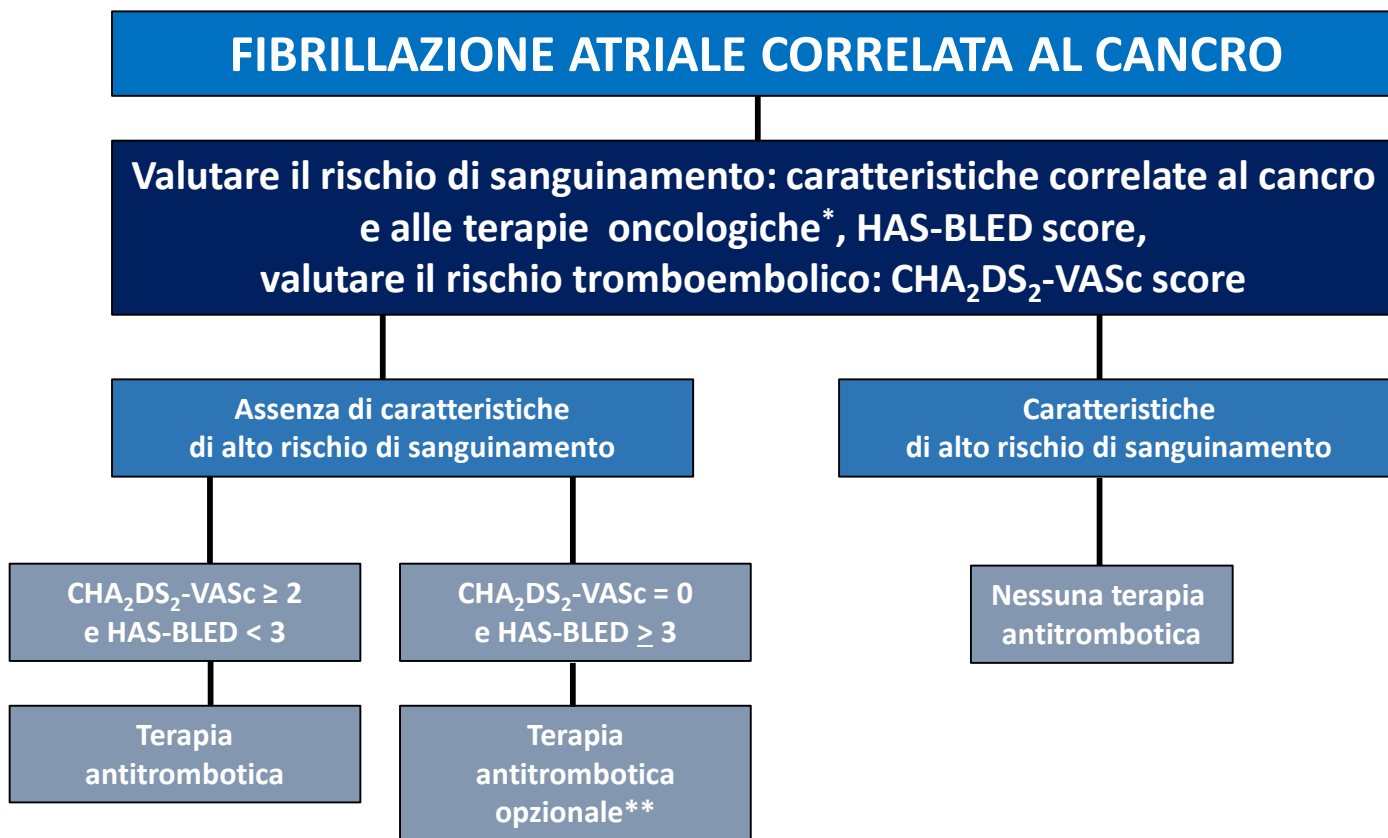 FIBRILLAZIONE ATRIALE CORRELATA AL CANCRO
Valutare il rischio di sanguinamento: caratteristiche correlate al cancro
e alle terapie oncologiche*, HAS-BLED score,
valutare il rischio tromboembolico: CHA₂DS₂-VASc score
Assenza di caratteristiche
di alto rischio di sanguinamento
Caratteristiche
di alto rischio di sanguinamento
CHA₂DS₂-VASc ≥ 2
e HAS-BLED < 3
CHA₂DS₂-VASc = 0
e HAS-BLED ≥ 3
Nessuna terapia
antitrombotica
Terapia
antitrombotica
Terapia
antitrombotica
opzionale**